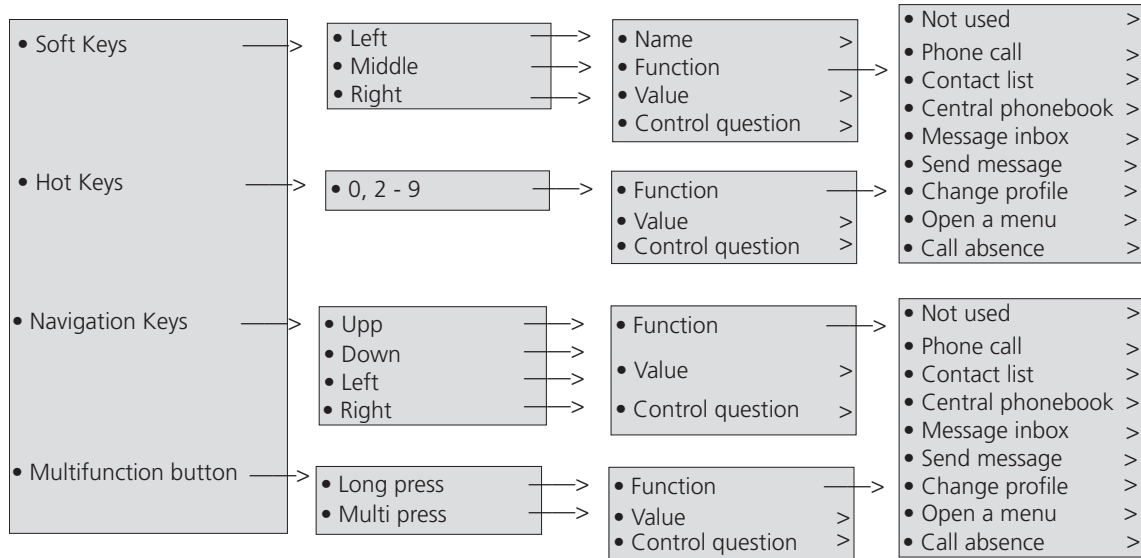 • Soft Keys
• Left
• Middle
• Right
• Name >
• Function
• Value >
• Control question >
• Not used >
• Phone call >
• Contact list >
• Central phonebook >
• Message inbox >
• Send message >
• Change profile >
• Open a menu >
• Call absence >
• Hot Keys
• 0, 2 - 9
• Function
• Value >
• Control question >
• Navigation Keys
• Upp
• Down
• Left
• Right
• Function
• Value >
• Control question >
• Not used >
• Phone call >
• Contact list >
• Central phonebook >
• Message inbox >
• Send message >
• Change profile >
• Open a menu >
• Call absence >
• Multifunction button
• Long press
• Multi press
• Function
• Value >
• Control question >